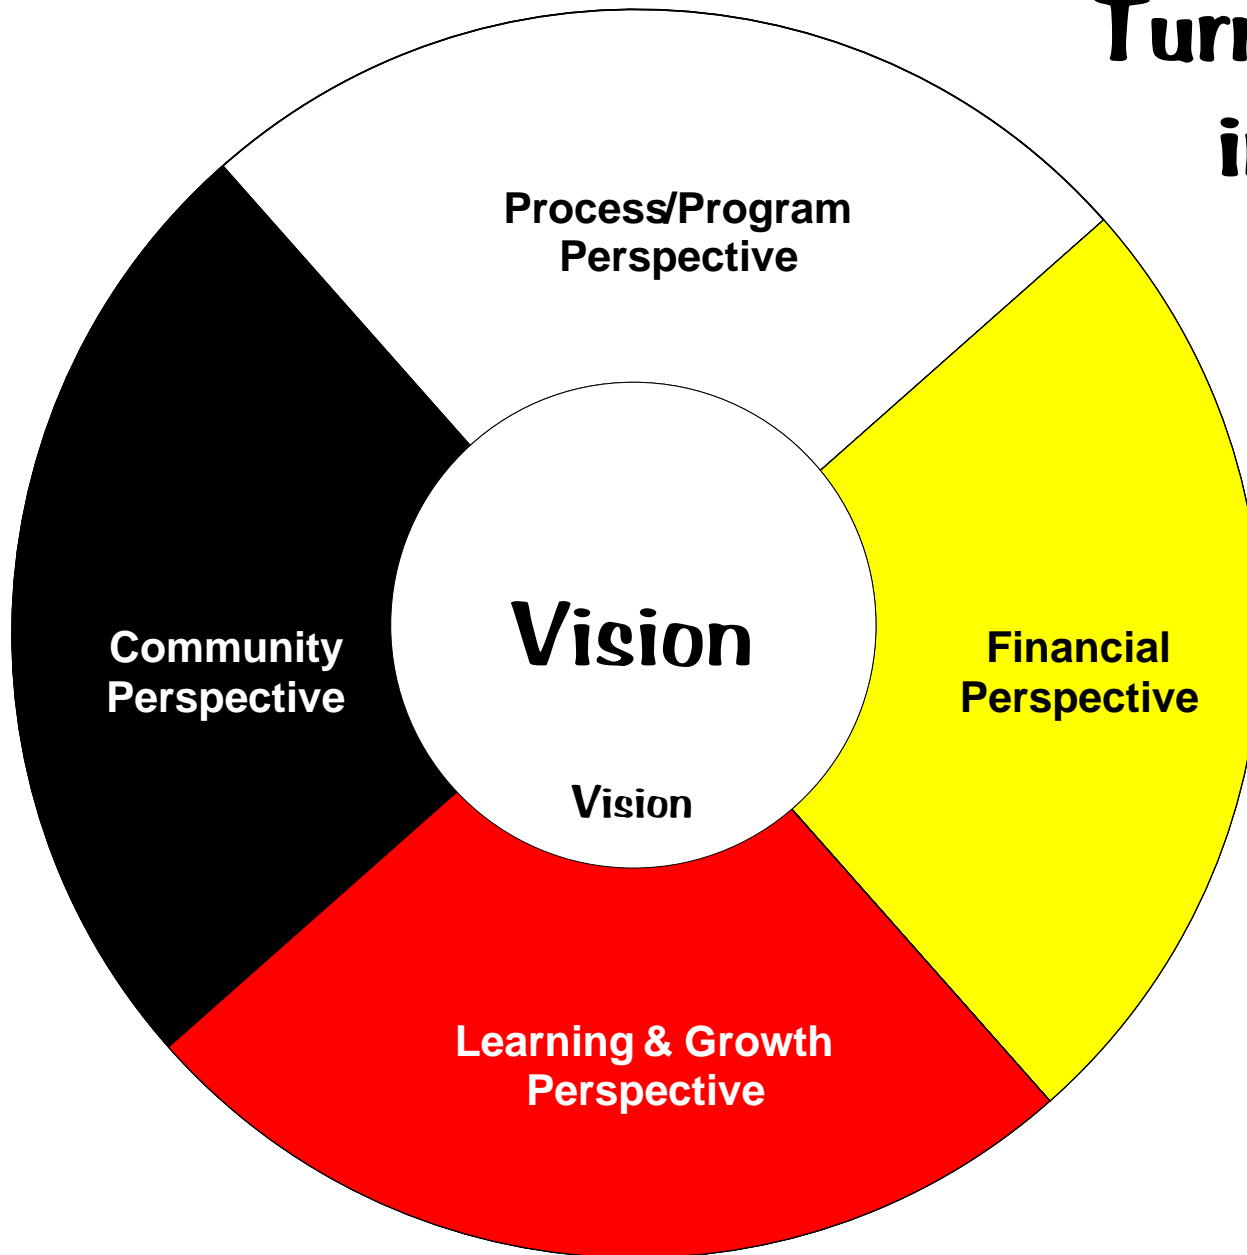 Process/Program
Perspective
Vision
Community
Perspective
Financial
Perspective
Vision
Learning & Growth
Perspective